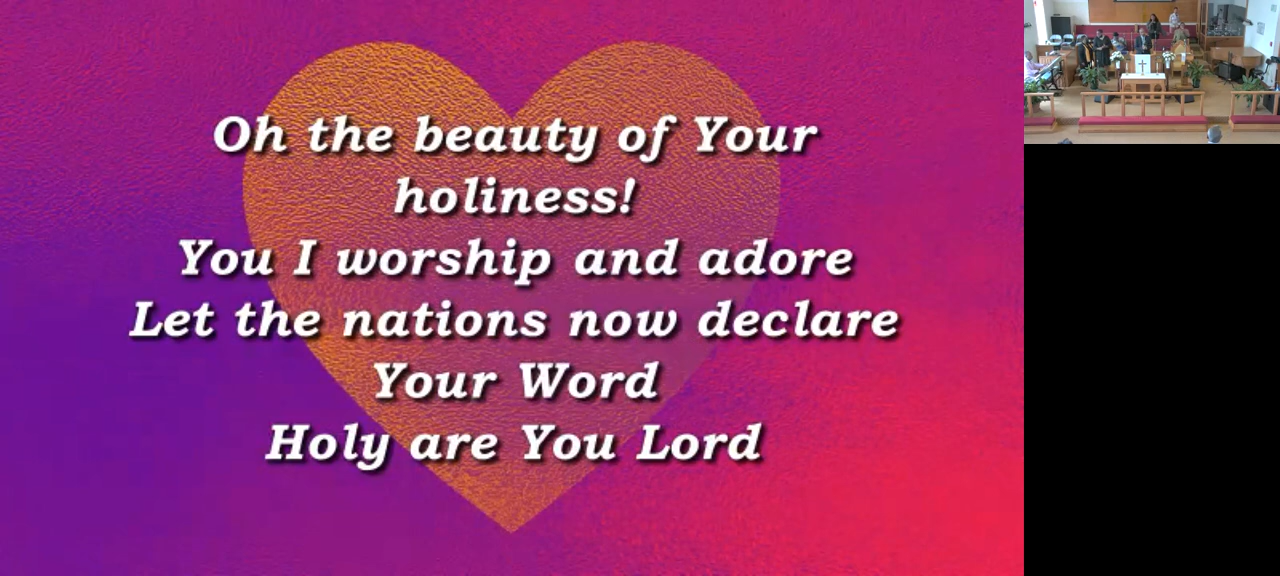 Oh the beauty of Your
holiness!
You I worship and adore
Let the nations now declare
Your Word
Holy are You Lord